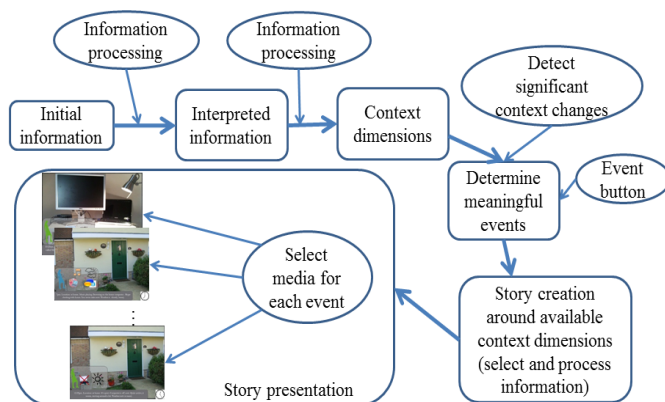 Information
processing
Information
processing
Initial
information
Interpreted
information
Context
dimensions
Detect
significant
context changes
Determine
meaningful
events
Event
button
Select
media for
each event
Story creation
around available
context dimensions
(select and process
information)
Story presentation